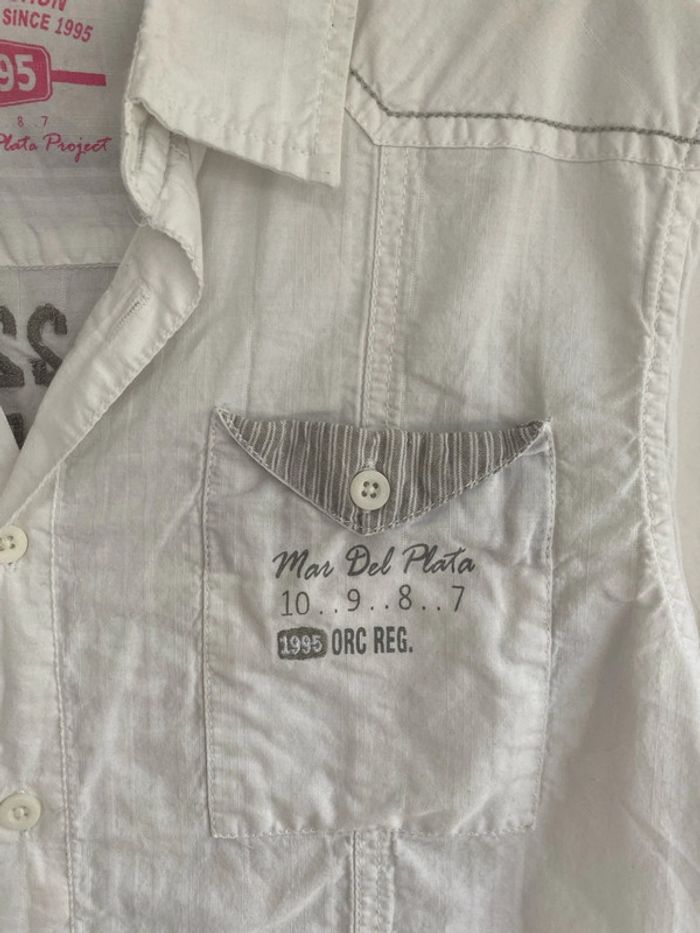 SINCE 1995
95
8.7
Plata Project
Mar Del Plata
10..9..8..7
1995 ORC REG.